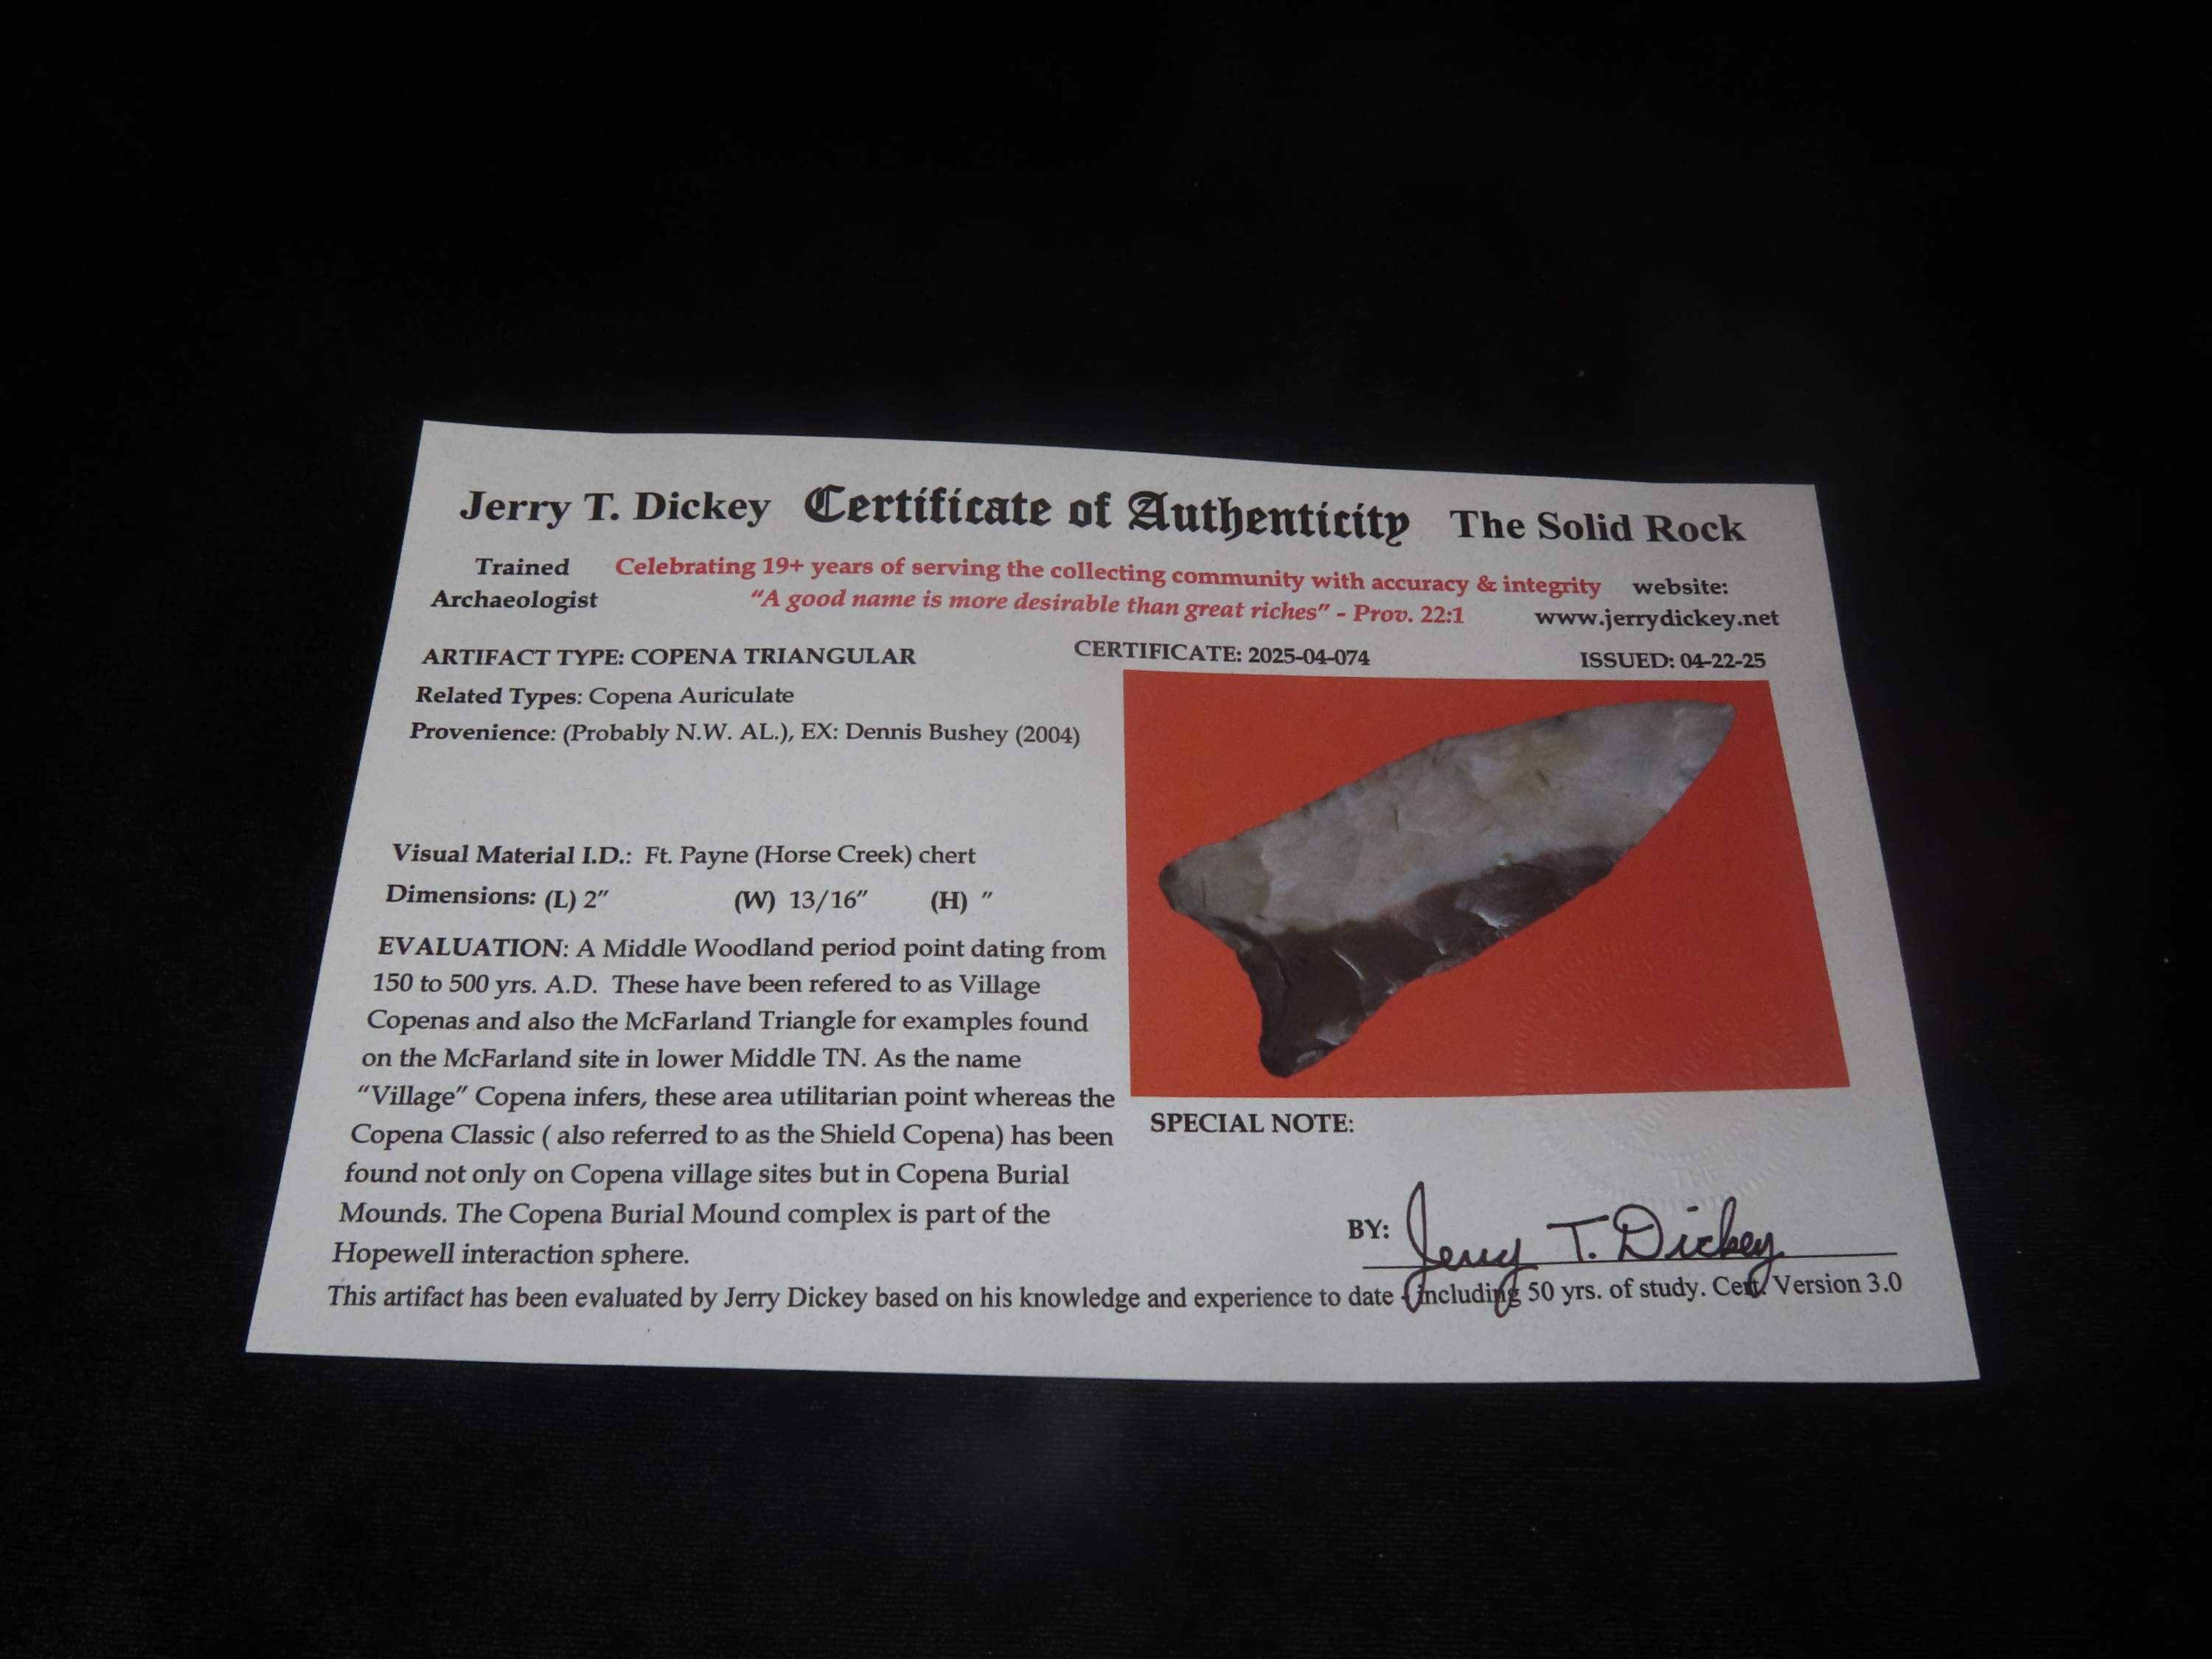 Jerry T. Dickey Certificate of Authenticity The Solid Rock
Trained Celebrating 19+ years of serving the collecting community with accuracy & integrity website:
Archaeologist "A good name is more desirable than great riches" - Prov. 22:1 www.jerrydickey.net
ARTIFACT TYPE: COPENA TRIANGULAR CERTIFICATE: 2025-04-074 ISSUED: 04-22-25
Related Types: Copena Auriculate
Provenience: (Probably N.W. AL.), EX: Dennis Bushey (2004)
Visual Material I.D.: Ft. Payne (Horse Creek) chert
Dimensions: (L) 2" (W) 13/16" (H) "
EVALUATION: A Middle Woodland period point dating from
150 to 500 yrs. A.D. These have been refered to as Village
Copenas and also the McFarland Triangle for examples found
on the McFarland site in lower Middle TN. As the name
"Village" Copena infers, these area utilitarian point whereas the
Copena Classic ( also referred to as the Shield Copena) has been
found not only on Copena village sites but in Copena Burial
Mounds. The Copena Burial Mound complex is part of the
Hopewell interaction sphere.
SPECIAL NOTE:
BY: Jerry T. Dickey
This artifact has been evaluated by Jerry Dickey based on his knowledge and experience to date - including 50 yrs. of study. Cert. Version 3.0